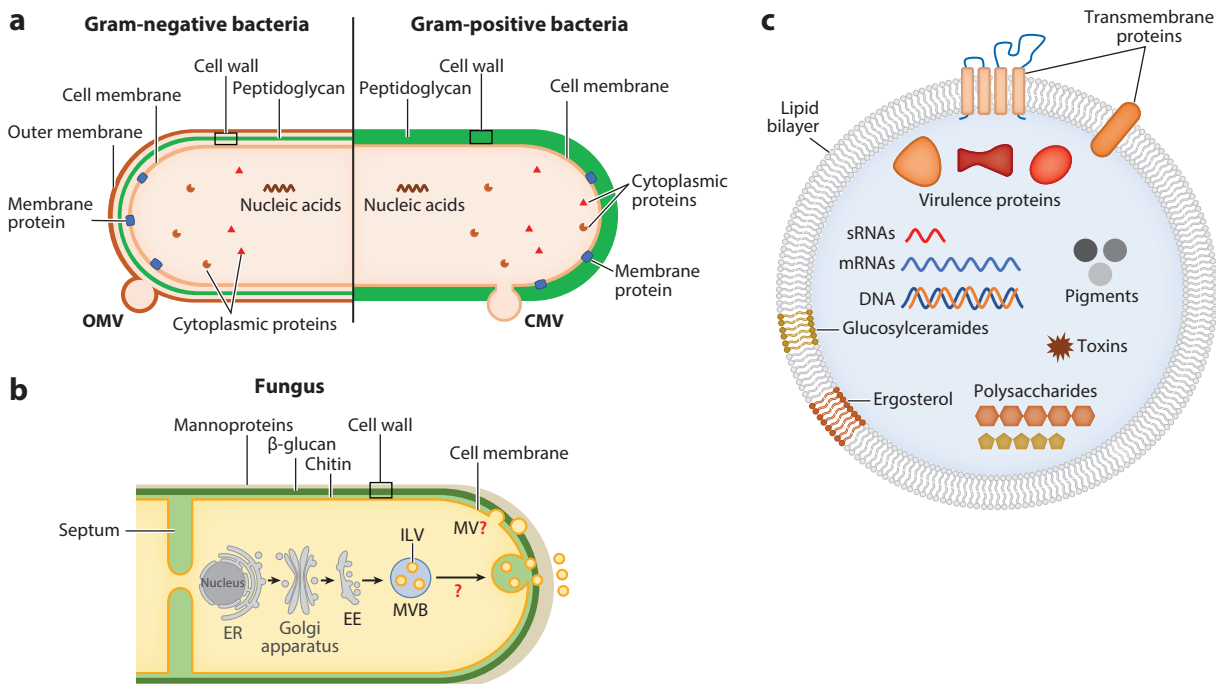 a
Gram-negative bacteria
Gram-positive bacteria
Cell wall
Cell membrane
Peptidoglycan
Outer membrane
Membrane
protein
Nucleic acids
OMV
Cytoplasmic proteins
Cell wall
Peptidoglycan
Cell membrane
Nucleic acids
Cytoplasmic
proteins
Membrane
protein
CMV
b
Fungus
Mannoproteins
β-glucan
Chitin
Cell wall
Cell membrane
Septum
MV?
ILV
Nucleus
ER
Golgi
apparatus
EE
MVB
?
c
Transmembrane
proteins
Lipid
bilayer
Virulence proteins
sRNAs
mRNAs
DNA
Pigments
Glucosylceramides
Toxins
Ergosterol
Polysaccharides